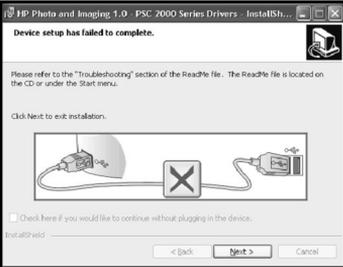 HP Photo and Imaging 1.0 - PSC 2000 Series Drivers - InstallSh...
Device setup has failed to complete.
Please refer to the "Troubleshooting" section of the ReadMe file. The ReadMe file is located
on the CD or under the Start menu.
Click Next to exit installation.
Check here if you would like to continue without plugging in the device.
InstallShield
< Back
Next >
Cancel